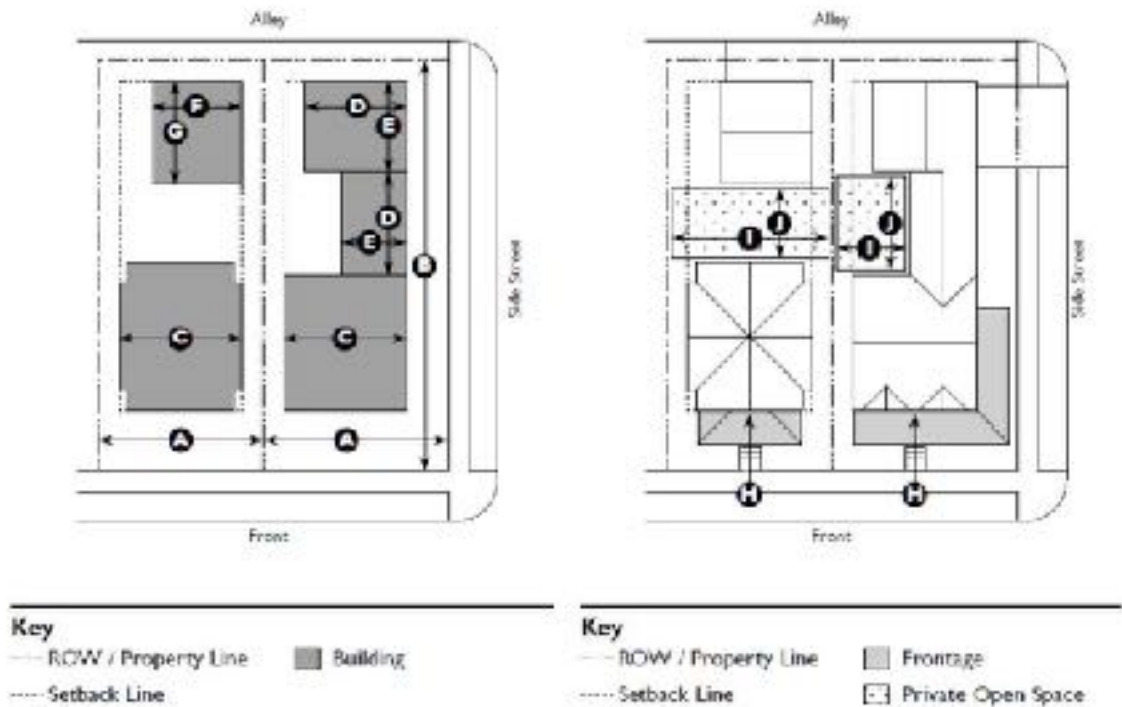 Alley
F
D
G
E
D
E
B
C
C
A
A
Side Street
Front
Key
ROW / Property Line
Building
Setback Line
Alley
J
I
J
I
Side Street
H
H
Front
Key
ROW / Property Line
Frontage
Setback Line
Private Open Space